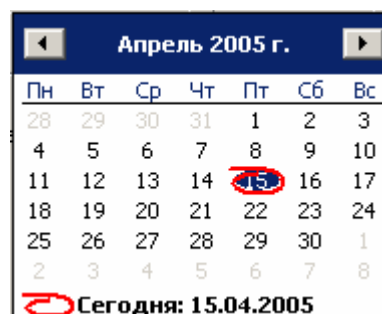 Апрель 2005 г.
Пн Вт Ср Чт Пт Сб Вс
28 29 30 31 1 2 3
4 5 6 7 8 9 10
11 12 13 14 15 16 17
18 19 20 21 22 23 24
25 26 27 28 29 30 1
2 3 4 5 6 7 8
Сегодня: 15.04.2005